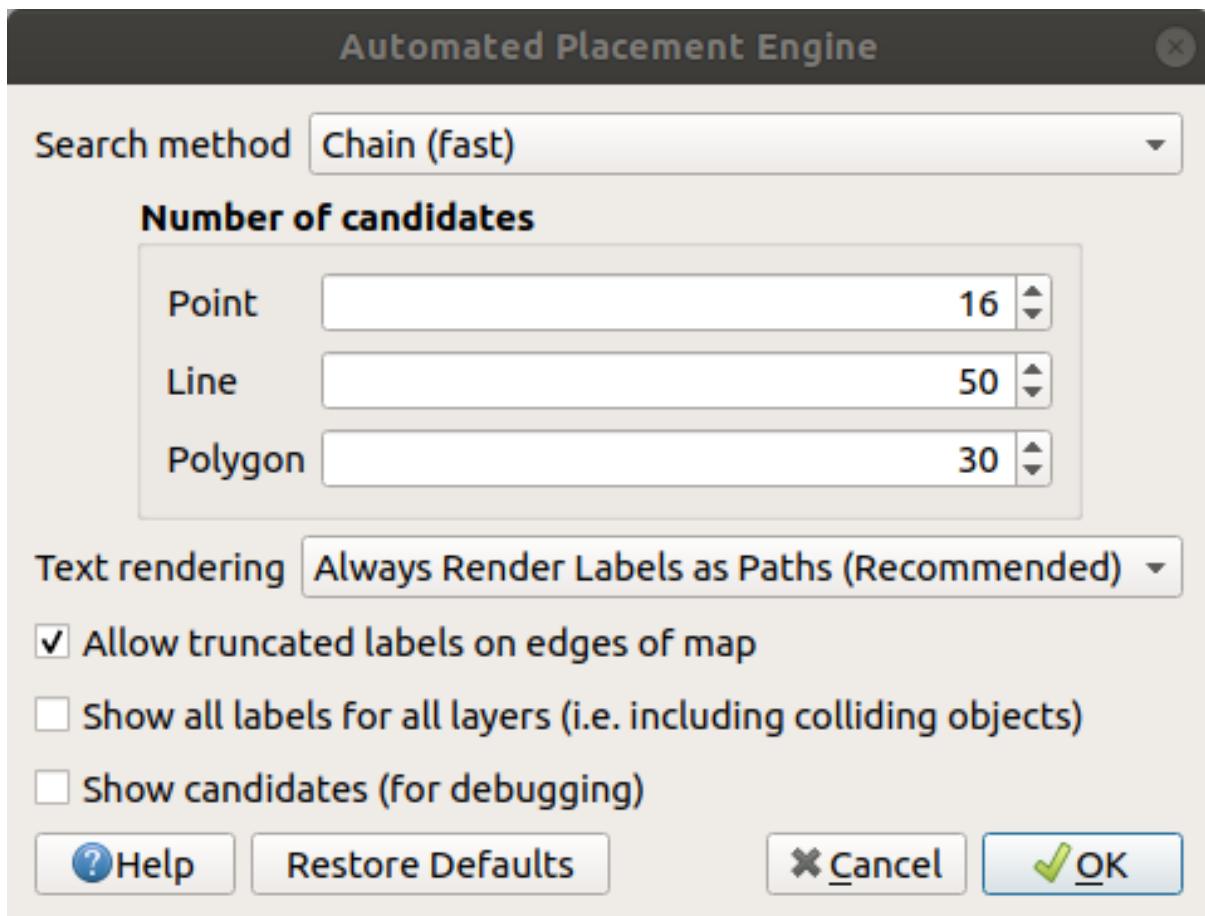 Automated Placement Engine
Search method Chain (fast)
Number of candidates
Point 16
Line 50
Polygon 30
Text rendering Always Render Labels as Paths (Recommended)
Allow truncated labels on edges of map
Show all labels for all layers (i.e. including colliding objects)
Show candidates (for debugging)
Help Restore Defaults Cancel OK